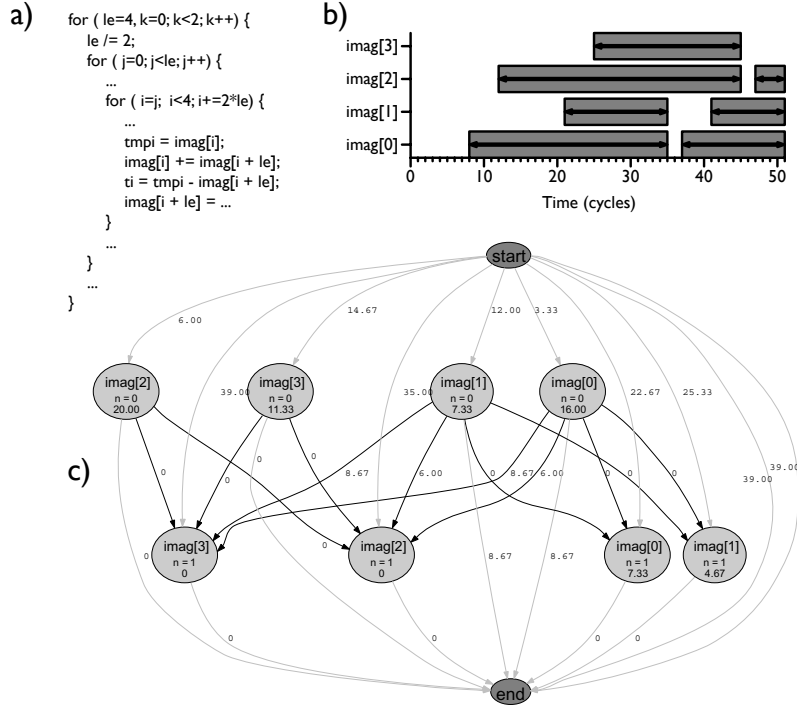 a)
for ( le=4, k=0; k<2; k++) {
le /= 2;
for ( j=0; j<le; j++) {
...
for ( i=j; i<4; i+=2*le) {
...
tmpi = imag[i];
imag[i] += imag[i + le];
ti = tmpi - imag[i + le];
imag[i + le] = ...
}
...
}
...
}
b)
imag[3]
imag[2]
imag[1]
imag[0]
0 10 20 30 40 50
Time (cycles)
c)
start
6.00
14.67
12.00
3.33
39.00
35.00
22.67
25.33
39.00
39.00
imag[2]
n = 0
20.00
imag[3]
n = 0
11.33
imag[1]
n = 0
7.33
imag[0]
n = 0
16.00
0
0
0
0
8.67
6.00
0
8.67
6.00
0
0
0
imag[3]
n = 1
0
imag[2]
n = 1
0
imag[0]
n = 1
7.33
imag[1]
n = 1
4.67
0
0
8.67
8.67
0
0
0
0
end